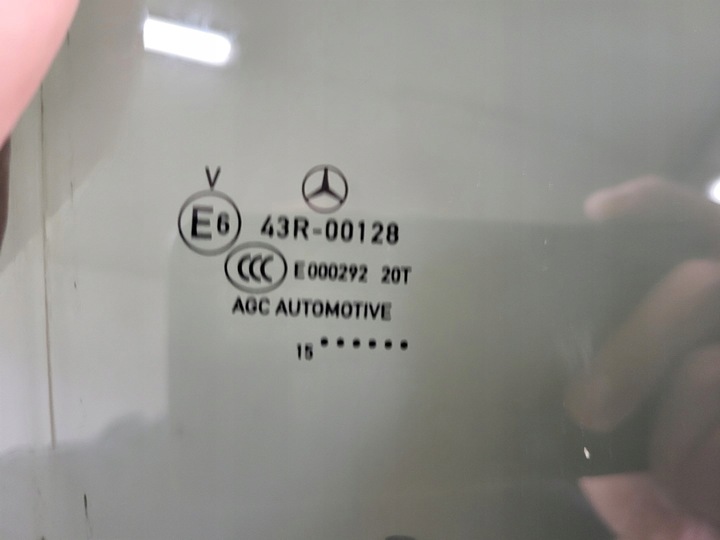 V
E6 43R-00128
CCC E000292 20T
AGC AUTOMOTIVE
15 ••••••